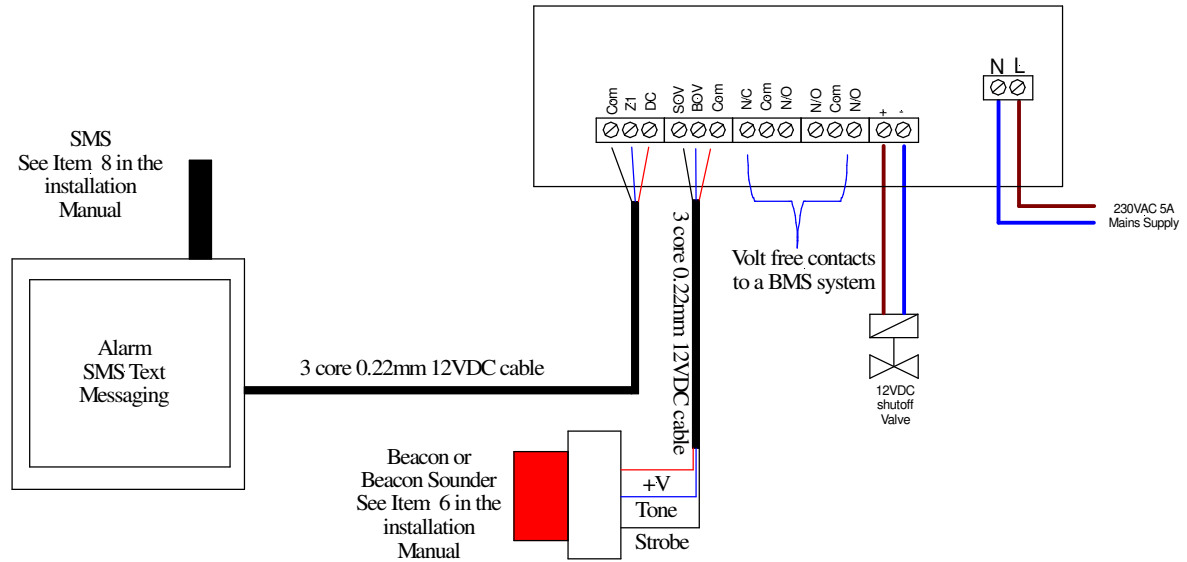 N L
Com Z1 DC SOV BOV Com N/C Com N/O N/O Com N/O + -
SMS
See Item 8 in the
installation
Manual
230VAC 5A
Mains Supply
Volt free contacts
to a BMS system
3 core 0.22mm 12VDC cable
Alarm
SMS Text
Messaging
3 core 0.22mm 12VDC cable
12VDC
shutoff
Valve
Beacon or
Beacon Sounder
See Item 6 in the
installation
Manual
+V
Tone
Strobe